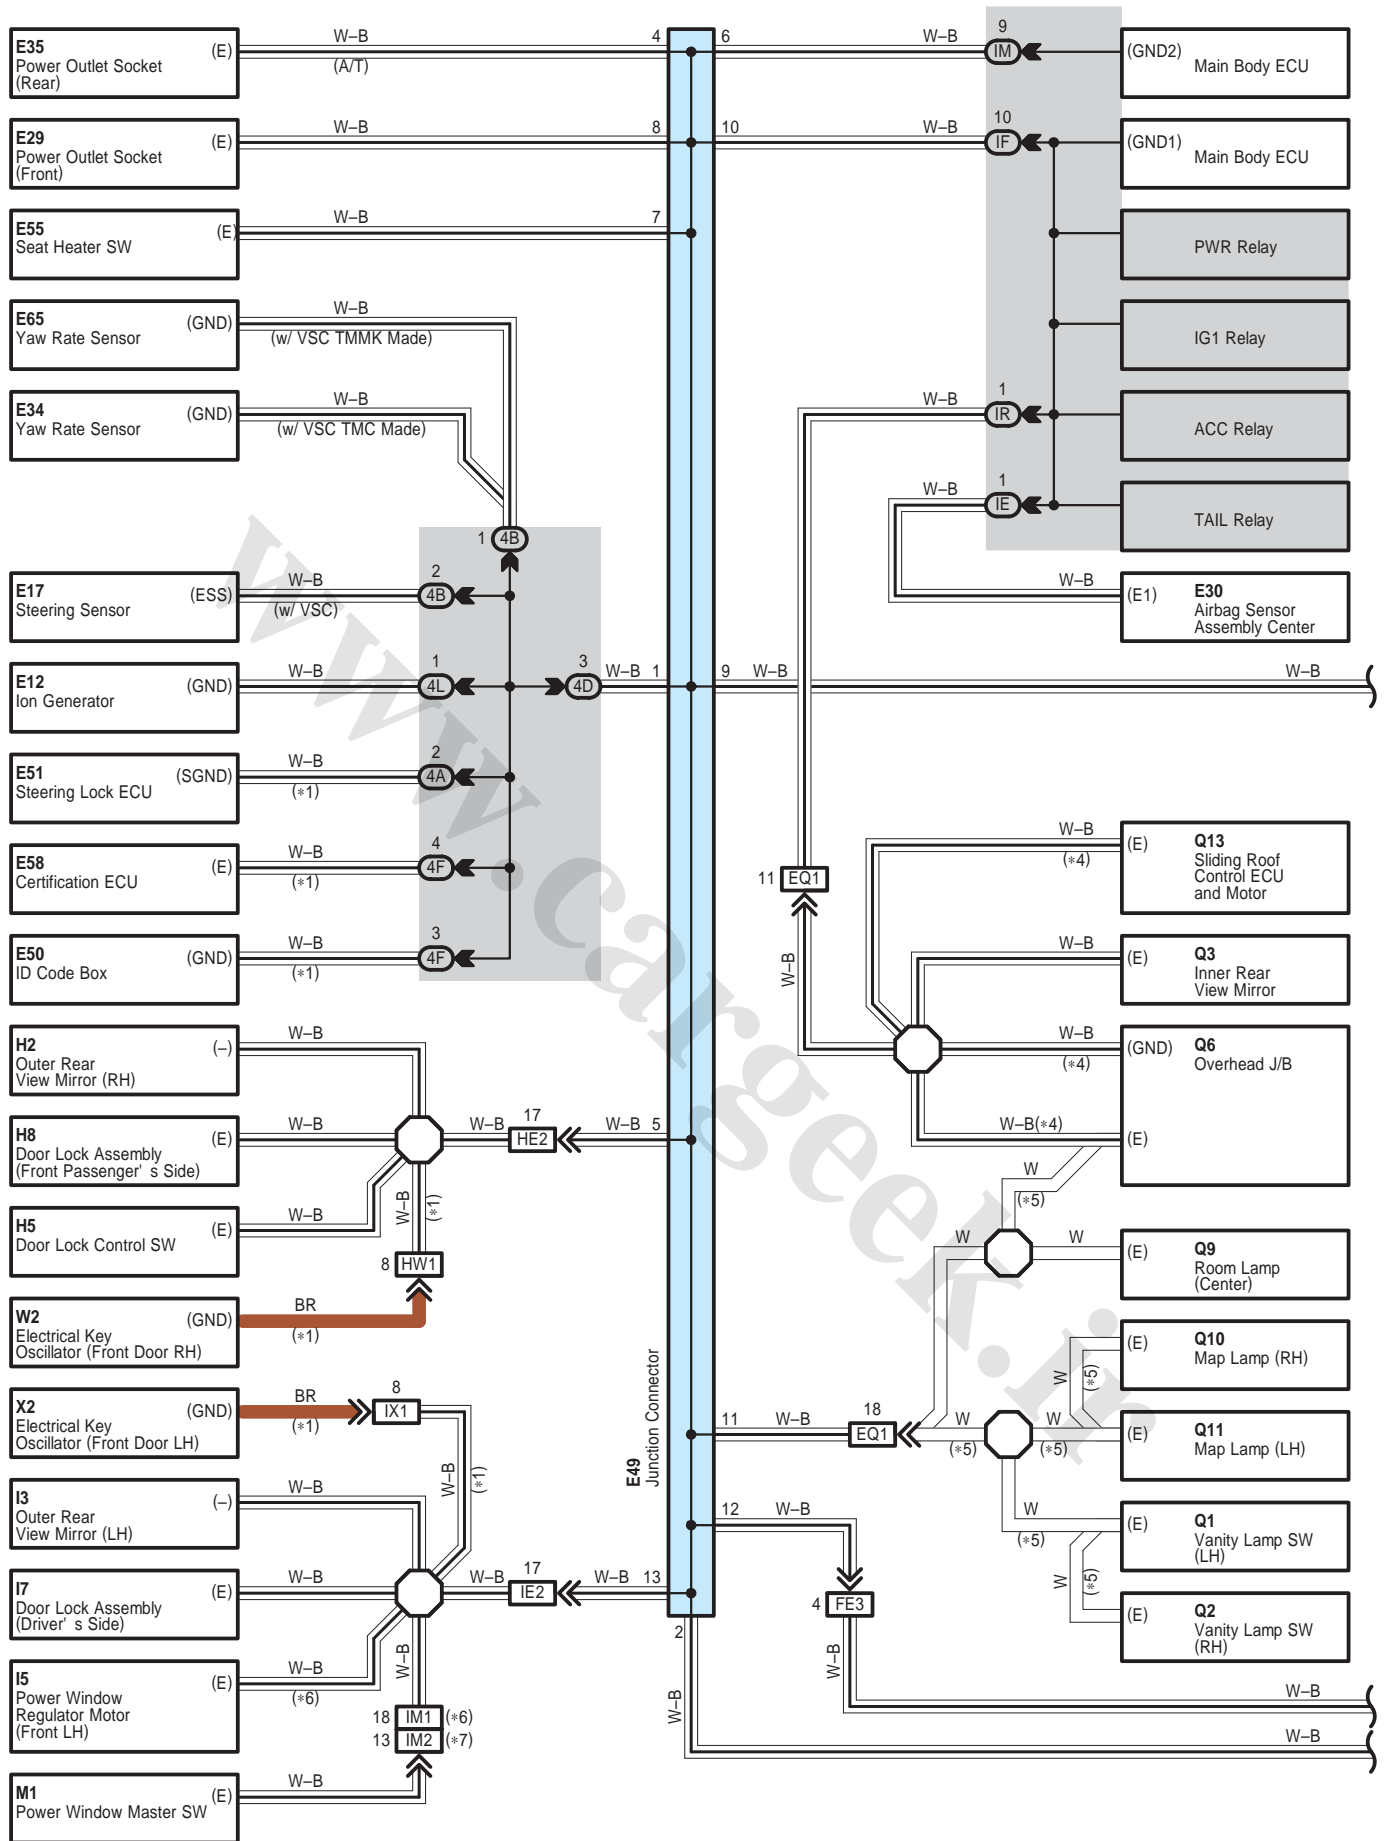 E35
Power Outlet Socket
(Rear)
(E)
W–B
(A/T)
4
6
W–B
9
IM
(GND2)
Main Body ECU
E29
Power Outlet Socket
(Front)
(E)
W–B
8
10
W–B
10
IF
(GND1)
Main Body ECU
E55
Seat Heater SW
(E)
W–B
7
PWR Relay
E65
Yaw Rate Sensor
(GND)
W–B
(w/ VSC TMMK Made)
IG1 Relay
E34
Yaw Rate Sensor
(GND)
W–B
(w/ VSC TMC Made)
W–B
1
IR
ACC Relay
W–B
1
IE
TAIL Relay
1
4B
E17
Steering Sensor
(ESS)
W–B
(w/ VSC)
2
4B
W–B
(E1)
E30
Airbag Sensor
Assembly Center
E12
Ion Generator
(GND)
W–B
1
4L
3
4D
W–B
1
9
W–B
W–B
E51
Steering Lock ECU
(SGND)
W–B
(*1)
2
4A
E58
Certification ECU
(E)
W–B
(*1)
4
4F
11
EQ1
W–B
(*4)
(E)
Q13
Sliding Roof
Control ECU
and Motor
E50
ID Code Box
(GND)
W–B
(*1)
3
4F
W–B
W–B
(E)
Q3
Inner Rear
View Mirror
H2
Outer Rear
View Mirror (RH)
(–)
W–B
W–B
(*4)
(GND)
Q6
Overhead J/B
H8
Door Lock Assembly
(Front Passenger' s Side)
(E)
W–B
W–B
17
HE2
W–B
5
W–B(*4)
(E)
W
(*5)
H5
Door Lock Control SW
(E)
W–B
W–B
(*1)
8
HW1
W
W
(E)
Q9
Room Lamp
(Center)
W2
Electrical Key
Oscillator (Front Door RH)
(GND)
BR
(*1)
W
(*5)
(E)
Q10
Map Lamp (RH)
X2
Electrical Key
Oscillator (Front Door LH)
(GND)
BR
(*1)
8
IX1
E49
Junction Connector
11
W–B
18
EQ1
W
(*5)
W
(*5)
(E)
Q11
Map Lamp (LH)
W–B
(*1)
I3
Outer Rear
View Mirror (LH)
(–)
W–B
12
W–B
W
(*5)
(E)
Q1
Vanity Lamp SW
(LH)
I7
Door Lock Assembly
(Driver' s Side)
(E)
W–B
W–B
17
IE2
W–B
13
4
FE3
W
(*5)
(E)
Q2
Vanity Lamp SW
(RH)
I5
Power Window
Regulator Motor
(Front LH)
(E)
W–B
(*6)
W–B
2
W–B
W–B
W–B
18
IM1
(*6)
13
IM2
(*7)
W–B
M1
Power Window Master SW
(E)
W–B
www.cargeek.ir